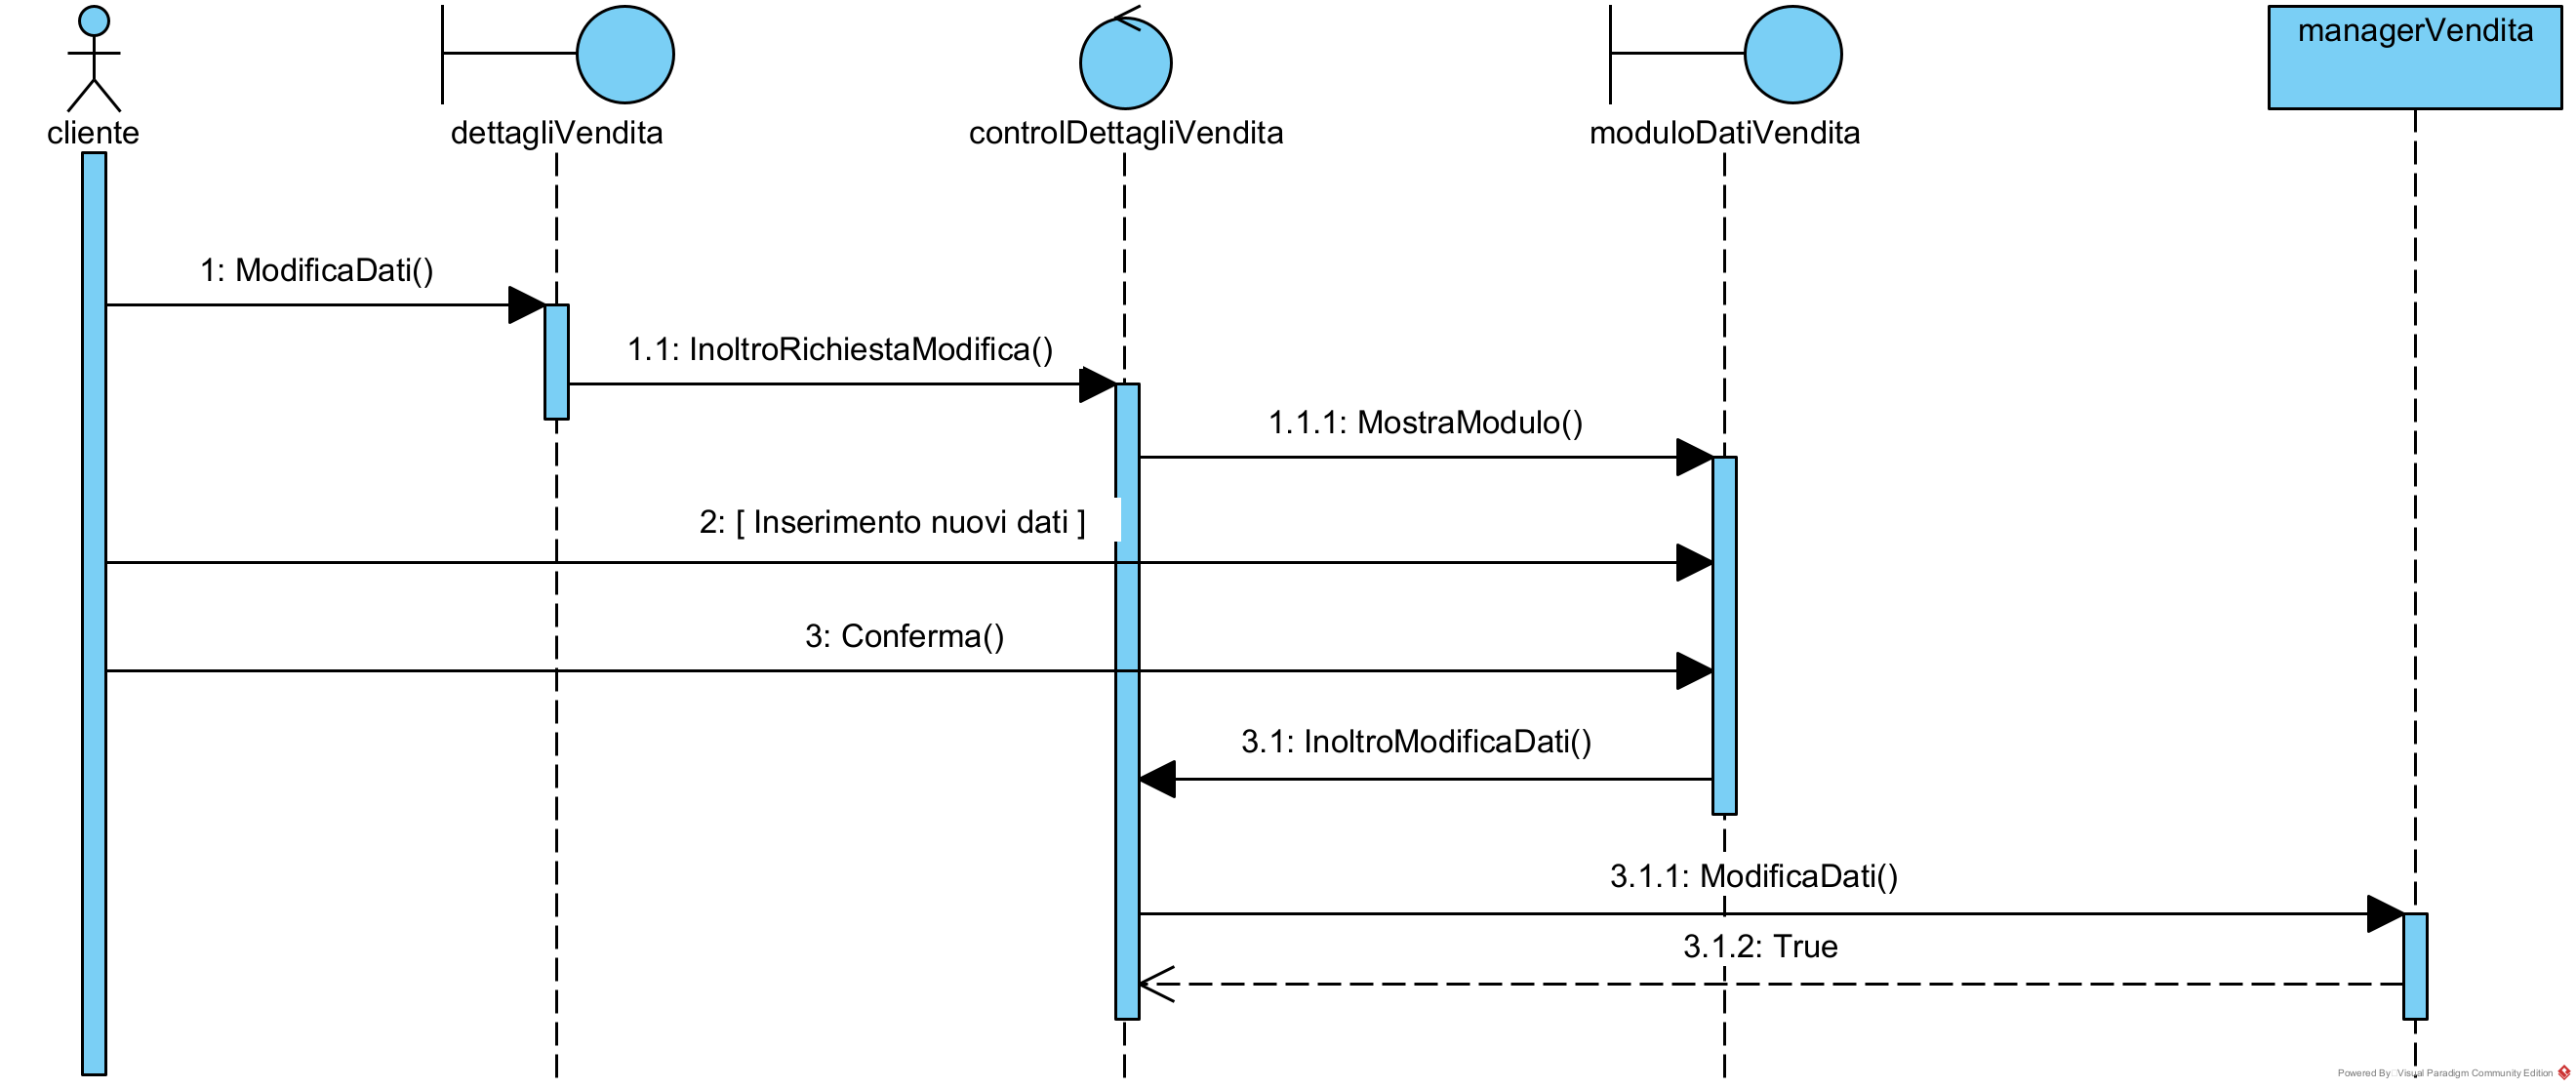 managerVendita
cliente
dettagliVendita
controlDettagliVendita
moduloDatiVendita
1: ModificaDati()
1.1: InoltroRichiestaModifica()
1.1.1: MostraModulo()
2: [ Inserimento nuovi dati ]
3: Conferma()
3.1: InoltroModificaDati()
3.1.1: ModificaDati()
3.1.2: True
Powered By Visual Paradigm Community Edition